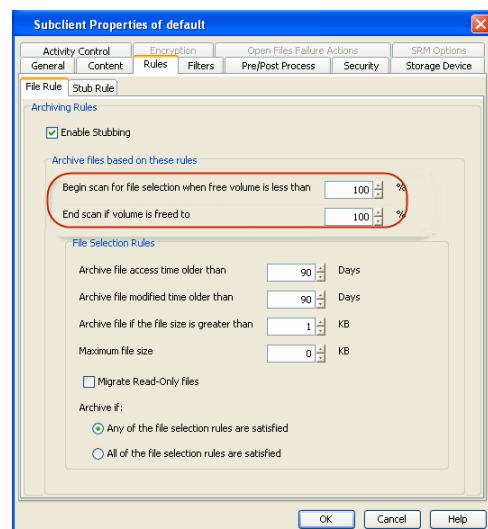 Subclient Properties of default
Activity Control Encryption Open Files Failure Actions SRM Options
General Content Rules Filters Pre/Post Process Security Storage Device
File Rule Stub Rule
Archiving Rules
Enable Stubbing
Archive files based on these rules
Begin scan for file selection when free volume is less than 100 %
End scan if volume is freed to 100 %
File Selection Rules
Archive file access time older than 90 Days
Archive file modified time older than 90 Days
Archive file if the file size is greater than 1 KB
Maximum file size 0 KB
Migrate Read-Only files
Archive if:
Any of the file selection rules are satisfied
All of the file selection rules are satisfied
OK Cancel Help